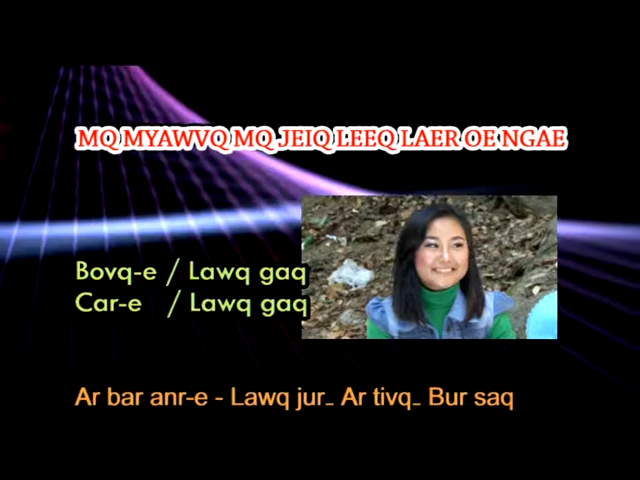 MQ MYAWVQ MQ JEIQ LEEQ LAER OE NGAE
Bovq-e / Lawq gaq
Car-e / Lawq gaq
Ar bar anr-e - Lawq jur_ Ar tivq_ Bur saq